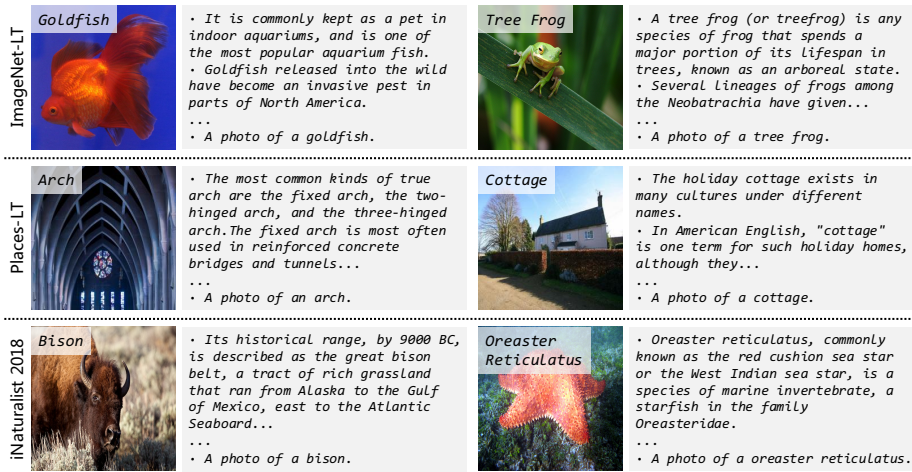 ImageNet-LT
Goldfish
· It is commonly kept as a pet in
indoor aquariums, and is one of
the most popular aquarium fish.
· Goldfish released into the wild
have become an invasive pest in
parts of North America.
...
· A photo of a goldfish.
Tree Frog
· A tree frog (or treefrog) is any
species of frog that spends a
major portion of its lifespan in
trees, known as an arboreal state.
· Several lineages of frogs among
the Neobatrachia have given...
...
· A photo of a tree frog.
Places-LT
Arch
· The most common kinds of true
arch are the fixed arch, the two-
hinged arch, and the three-hinged
arch.The fixed arch is most often
used in reinforced concrete
bridges and tunnels...
...
· A photo of an arch.
Cottage
· The holiday cottage exists in
many cultures under different
names.
· In American English, "cottage"
is one term for such holiday homes,
although they...
...
· A photo of a cottage.
iNaturalist 2018
Bison
· Its historical range, by 9000 BC,
is described as the great bison
belt, a tract of rich grassland
that ran from Alaska to the Gulf
of Mexico, east to the Atlantic
Seaboard...
...
· A photo of a bison.
Oreaster
Reticulatus
· Oreaster reticulatus, commonly
known as the red cushion sea star
or the West Indian sea star, is a
species of marine invertebrate, a
starfish in the family
Oreasteridae.
...
· A photo of a oreaster reticulatus.